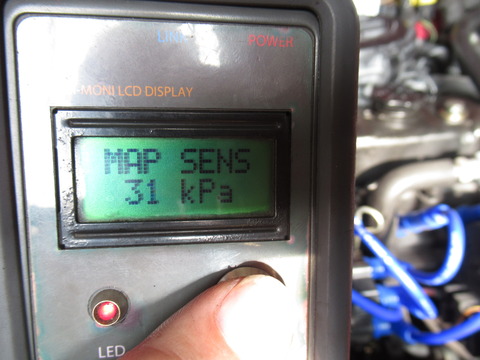 LINK POWER
-MONI LCD DISPLAY
MAP SENS
31 kPa
LED